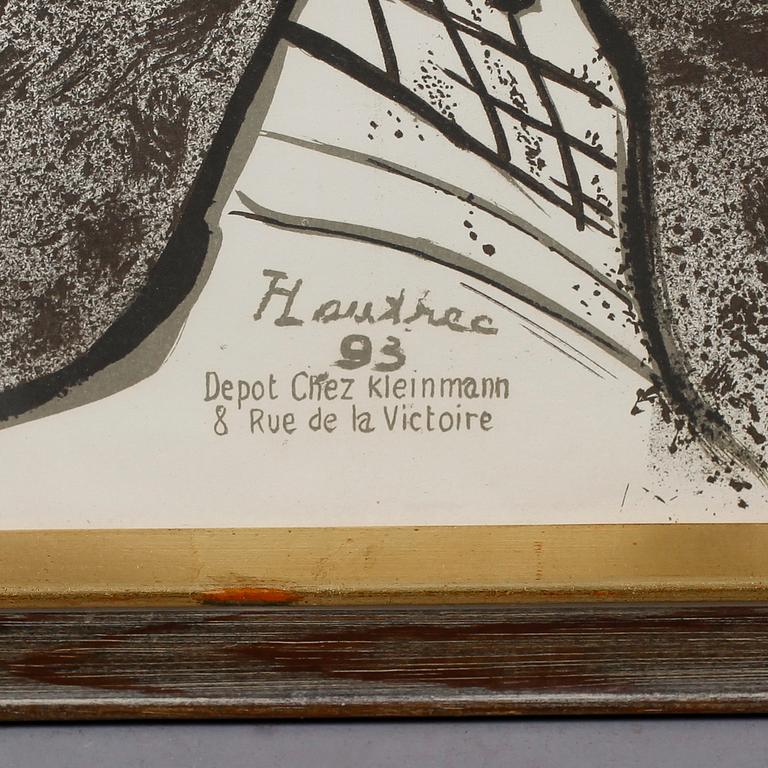 HLautrec
93
Depot Chez Kleinmann
8 Rue de la Victoire